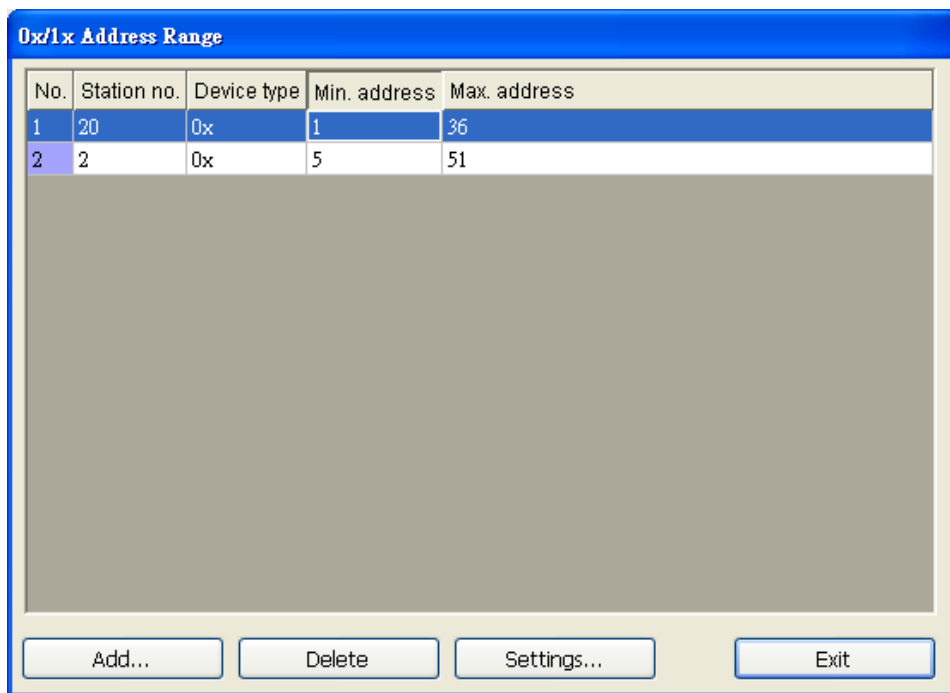 0x/1x Address Range
No. Station no. Device type Min. address Max. address
1 20 0x 1 36
2 2 0x 5 51
Add... Delete Settings... Exit